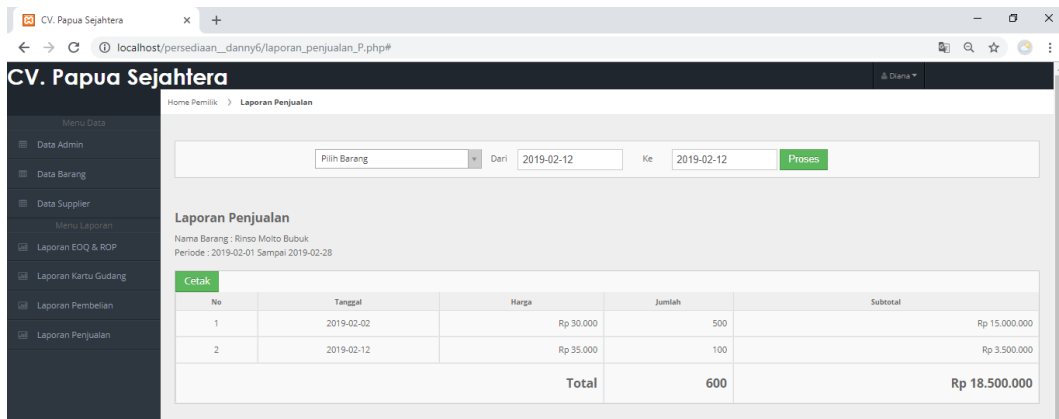 CV. Papua Sejahtera
localhost/persediaan__danny6/laporan_penjualan_P.php#
CV. Papua Sejahtera
Diana
Home Pemilik Laporan Penjualan
Menu Data
Data Admin
Data Barang
Data Supplier
Menu Laporan
Laporan EOQ & ROP
Laporan Kartu Gudang
Laporan Pembelian
Laporan Penjualan
Pilih Barang Dari 2019-02-12 Ke 2019-02-12 Proses
Laporan Penjualan
Nama Barang : Rinso Molto Bubuk
Periode : 2019-02-01 Sampai 2019-02-28
Cetak
No Tanggal Harga Jumlah Subtotal
1 2019-02-02 Rp 30.000 500 Rp 15.000.000
2 2019-02-12 Rp 35.000 100 Rp 3.500.000
Total 600 Rp 18.500.000